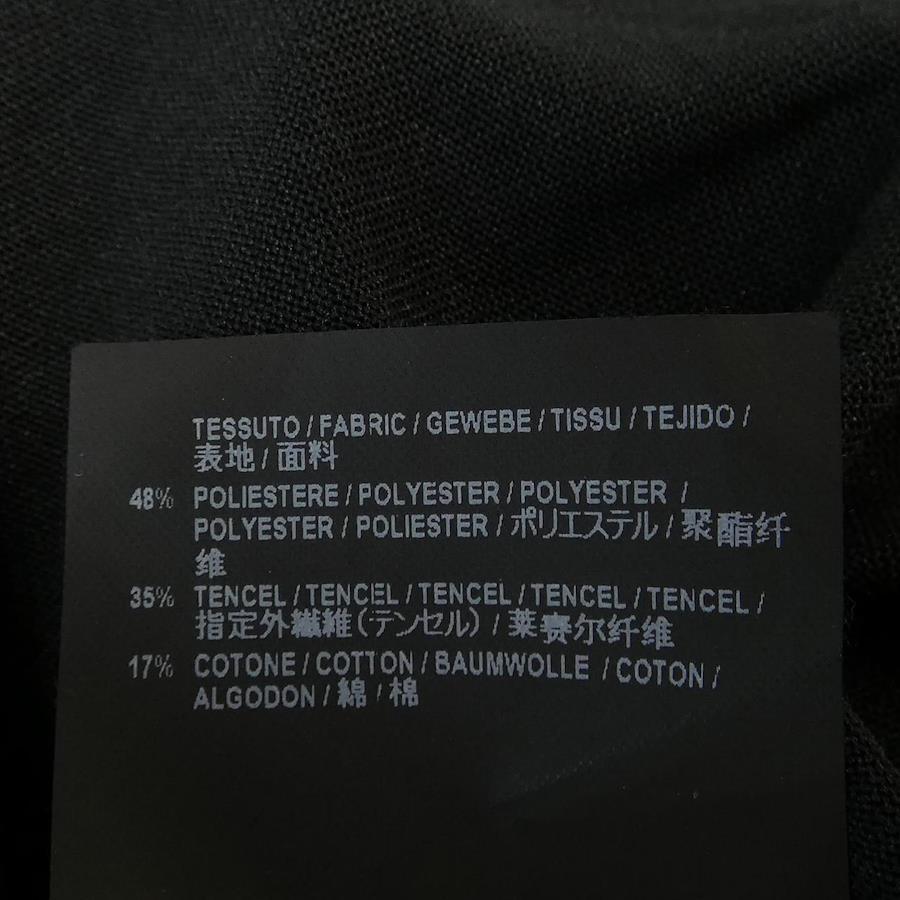 TESSUTO / FABRIC / GEWEBE / TISSU / TEJIDO /
表地 / 面料
48% POLIESTERE / POLYESTER / POLYESTER /
POLYESTER / POLIESTER / ポリエステル / 聚酯纤
维
35% TENCEL / TENCEL / TENCEL / TENCEL / TENCEL /
指定外繊維(テンセル) / 莱赛尔纤维
17% COTONE / COTTON / BAUMWOLLE / COTON /
ALGODON / 綿 / 棉